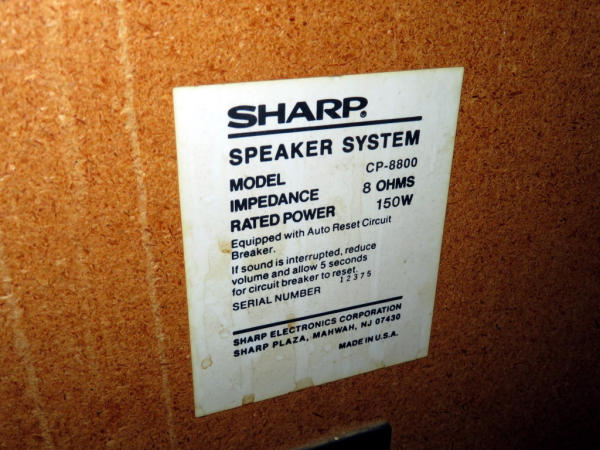 SHARP®
SPEAKER SYSTEM
MODEL CP-8800
IMPEDANCE 8 OHMS
RATED POWER 150W
Equipped with Auto Reset Circuit
Breaker.
If sound is interrupted, reduce
volume and allow 5 seconds
for circuit breaker to reset.
SERIAL NUMBER 12375
SHARP ELECTRONICS CORPORATION
SHARP PLAZA, MAHWAH, NJ 07430
MADE IN U.S.A.